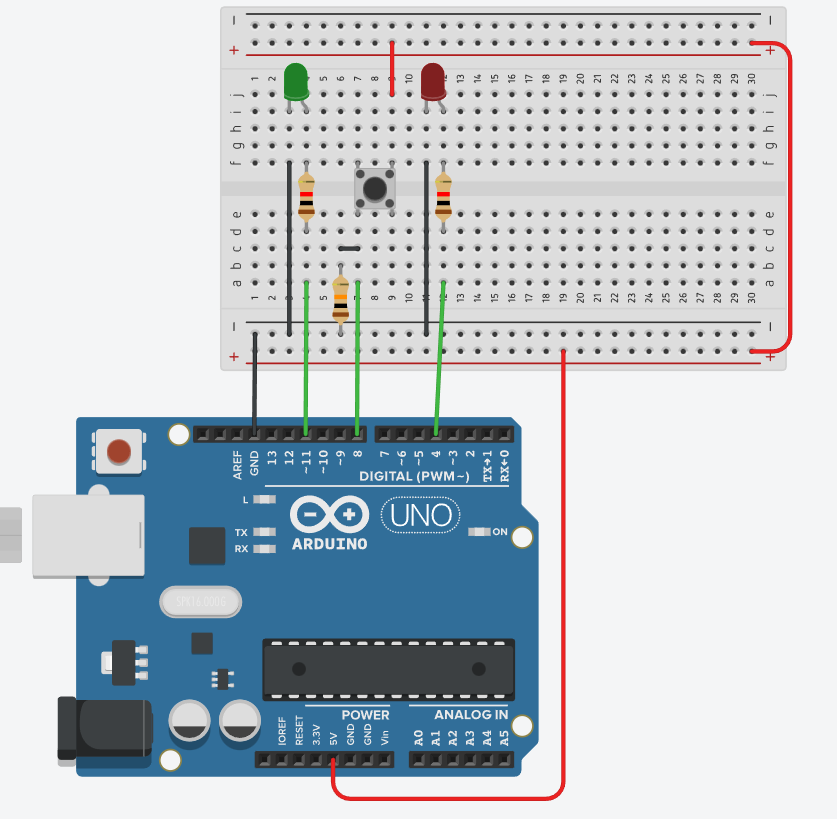 − −
+ +
1 2 3 4 5 6 7 8 9 10 11 12 13 14 15 16 17 18 19 20 21 22 23 24 25 26 27 28 29 30
j j
i i
h h
g g
f f
e e
d d
c c
b b
a a
1 2 3 4 5 6 7 8 9 10 11 12 13 14 15 16 17 18 19 20 21 22 23 24 25 26 27 28 29 30
− −
+ +
AREF GND 13 12 ~11 ~10 ~9 8 7 ~6 ~5 4 ~3 2 TX→1 RX←0
DIGITAL (PWM~)
L
TX
RX
ARDUINO
UNO
ON
SPK16.000G
POWER ANALOG IN
IOREF RESET 3.3V 5V GND GND Vin A0 A1 A2 A3 A4 A5